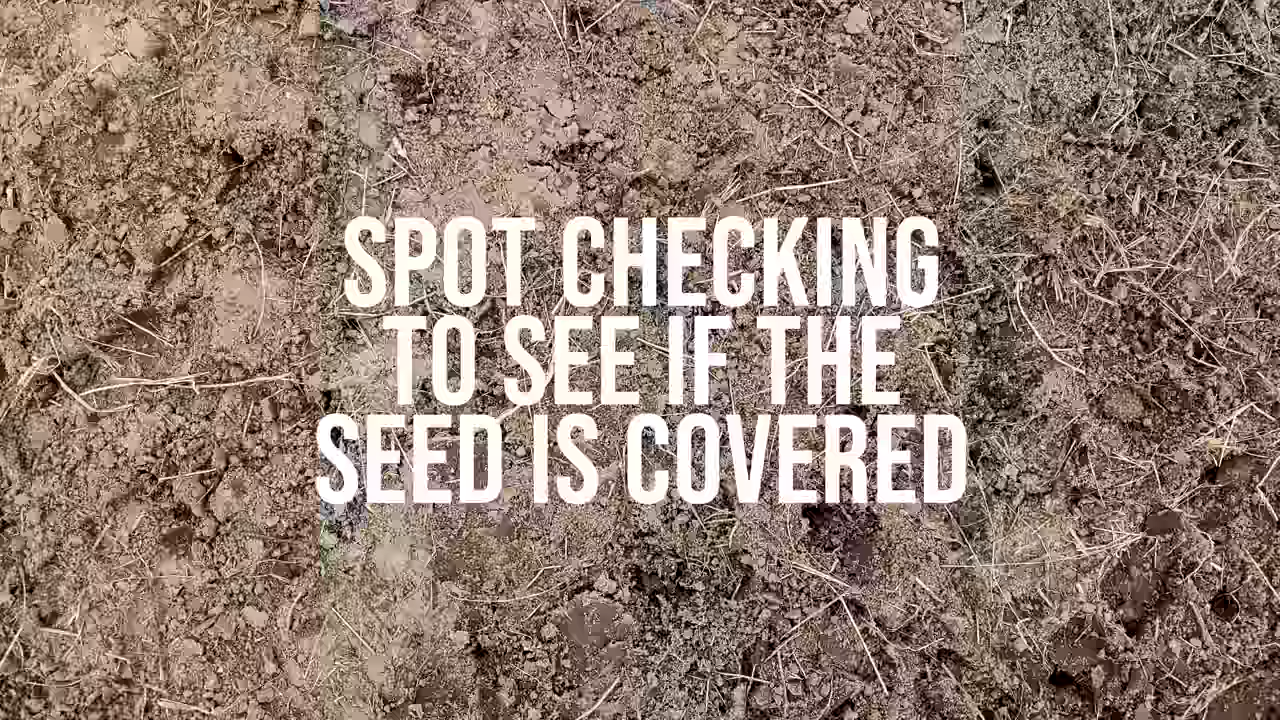 SPOT CHECKING
TO SEE IF THE
SEED IS COVERED